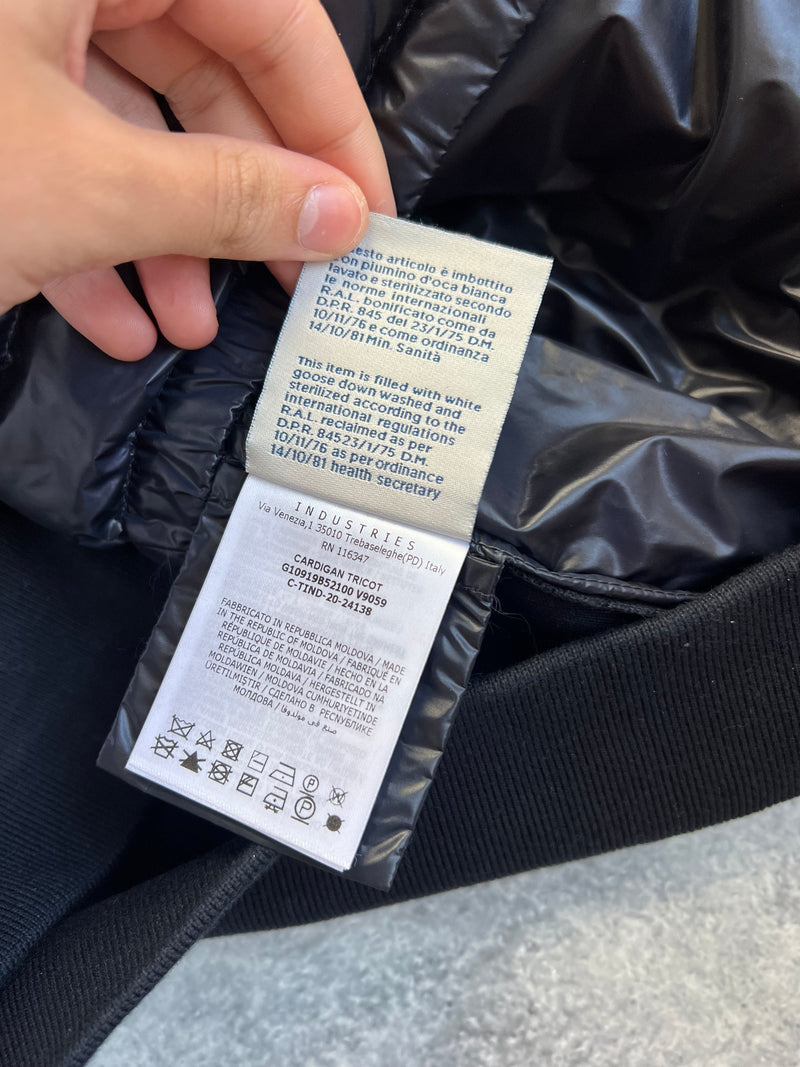 esto articolo è imbottito
con piumino d'oca bianca
lavato e sterilizzato secondo
le norme internazionali
R.A.L. bonificato come da
D.P.R. 845 del 23/1/75 D.M.
10/11/76 e come ordinanza
14/10/81 Min. Sanità
This item is filled with white
goose down washed and
sterilized according to the
international regulations
R.A.L. reclaimed as per
D.P.R. 84523/1/75 D.M.
10/11/76 as per ordinance
14/10/81 health secretary
INDUSTRIES
Via Venezia,1 35010 Trebaseleghe(PD) Italy
RN 116347
CARDIGAN TRICOT
G10919B52100 V9059
C-TIND-20-24138
FABBRICATO IN REPUBBLICA MOLDOVA / MADE
IN THE REPUBLIC OF MOLDOVA / FABRIQUÉ EN
RÉPUBLIQUE DE MOLDAVIE / HECHO EN LA
REPÚBLICA DE MOLDAVIA / FABRICADO NA
REPÚBLICA MOLDAVA / HERGESTELLT IN
MOLDAWIEN / MOLDOVA CUMHURIYETINDE
ÜRETILMIŞTIR / СДЕЛАНО В РЕСПУБЛИКЕ
МОЛДОВА / صنع في مولدوفا
P W
P